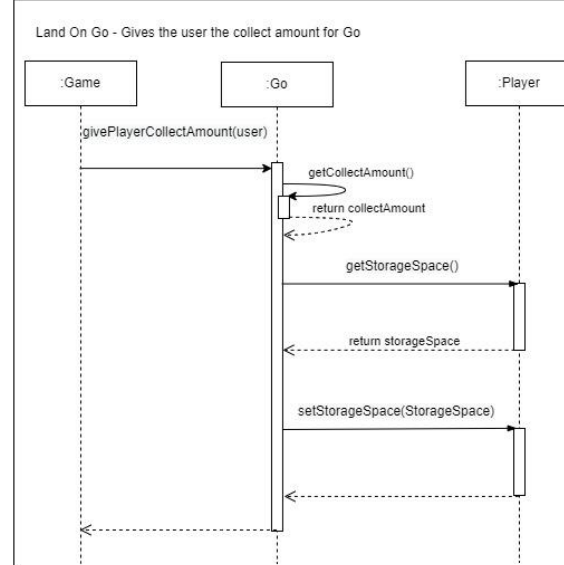 Land On Go - Gives the user the collect amount for Go
:Game
:Go
:Player
givePlayerCollectAmount(user)
getCollectAmount()
return collectAmount
getStorageSpace()
return storageSpace
setStorageSpace(StorageSpace)